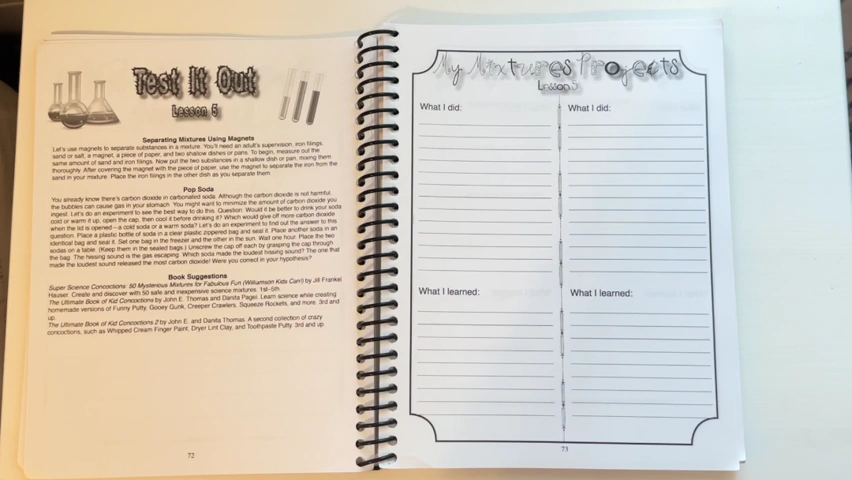 Test It Out
Lesson 5
Separating Mixtures Using Magnets
Let's use magnets to separate substances in a mixture. You'll need an adult's supervision, iron filings,
sand or salt, a magnet, a piece of paper, and two shallow dishes or pans. To begin, measure out the
same amount of sand and iron filings. Now put the two substances in a shallow dish or pan, mixing them
thoroughly. After covering the magnet with the piece of paper, use the magnet to separate the iron from the
sand in your mixture. Place the iron filings in the other dish as you separate them.
Pop Soda
You already know there's carbon dioxide in carbonated soda. Although the carbon dioxide is not harmful,
the bubbles can cause gas in your stomach. You might want to minimize the amount of carbon dioxide you
ingest. Let's do an experiment to see the best way to do this. Question: Would it be better to drink your soda
cold or warm it up, open the cap, then cool it before drinking it? Which would give off more carbon dioxide
when the lid is opened—a cold soda or a warm soda? Let's do an experiment to find out the answer to this
question. Place a plastic bottle of soda in a clear plastic zippered bag and seal it. Place another soda in an
identical bag and seal it. Set one bag in the freezer and the other in the sun. Wait one hour. Place the two
sodas on a table. (Keep them in the sealed bags.) Unscrew the cap off each by grasping the cap through
the bag. The hissing sound is the gas escaping. Which soda made the loudest hissing sound? The one that
made the loudest sound released the most carbon dioxide! Were you correct in your hypothesis?
Book Suggestions
Super Science Concoctions: 50 Mysterious Mixtures for Fabulous Fun (Williamson Kids Can!) by Jill Frankel
Hauser. Create and discover with 50 safe and inexpensive science mixtures. 1st–6th.
The Ultimate Book of Kid Concoctions by John E. Thomas and Danita Pagel. Learn science while creating
homemade versions of Funny Putty, Gooey Gunk, Creeper Crawlers, Squeeze Rockets, and more. 3rd and
up.
The Ultimate Book of Kid Concoctions 2 by John E. and Danita Thomas. A second collection of crazy
concoctions, such as Whipped Cream Finger Paint, Dryer Lint Clay, and Toothpaste Putty. 3rd and up.
72
My Mixtures Projects
Lesson 5
What I did:
What I did:
What I learned:
What I learned:
73